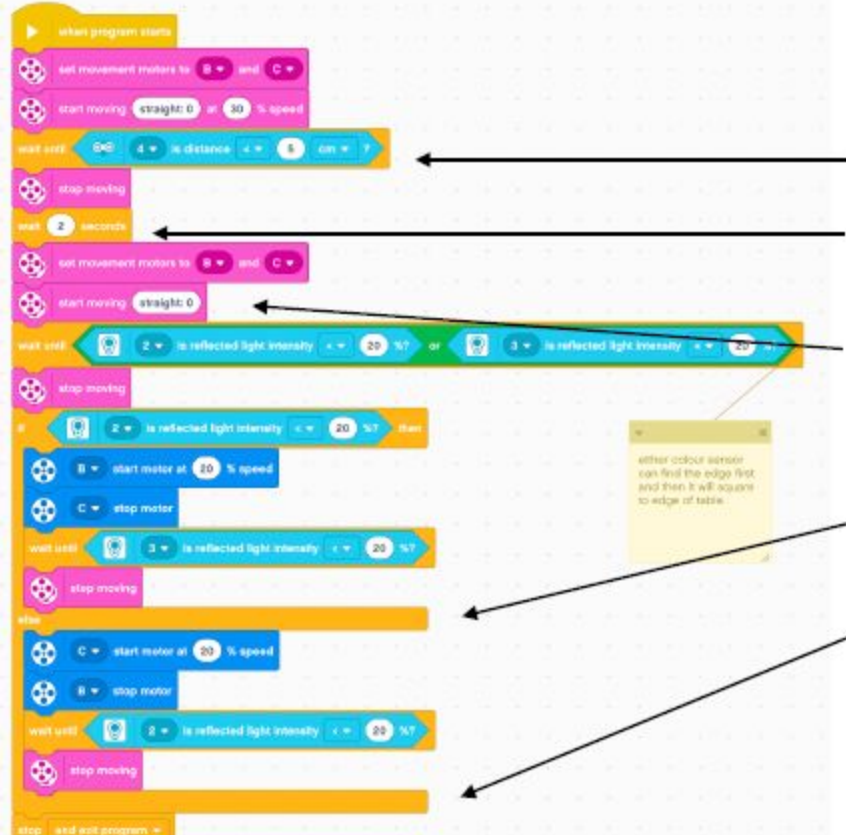 when program starts
set movement motors to B and C
start moving straight: 0 at 30 % speed
wait until 4 is distance < 5 cm ?
stop moving
wait 2 seconds
set movement motors to B and C
start moving straight: 0
wait until 2 is reflected light intensity < 20 %? or 3 is reflected light intensity < 20 %?
stop moving
if 2 is reflected light intensity < 20 %? then
either colour sensor
can find the edge first
and then it will square
to edge of table.
B start motor at 20 % speed
C stop motor
wait until 3 is reflected light intensity < 20 %?
stop moving
else
C start motor at 20 % speed
B stop motor
wait until 2 is reflected light intensity < 20 %?
stop moving
stop and exit program